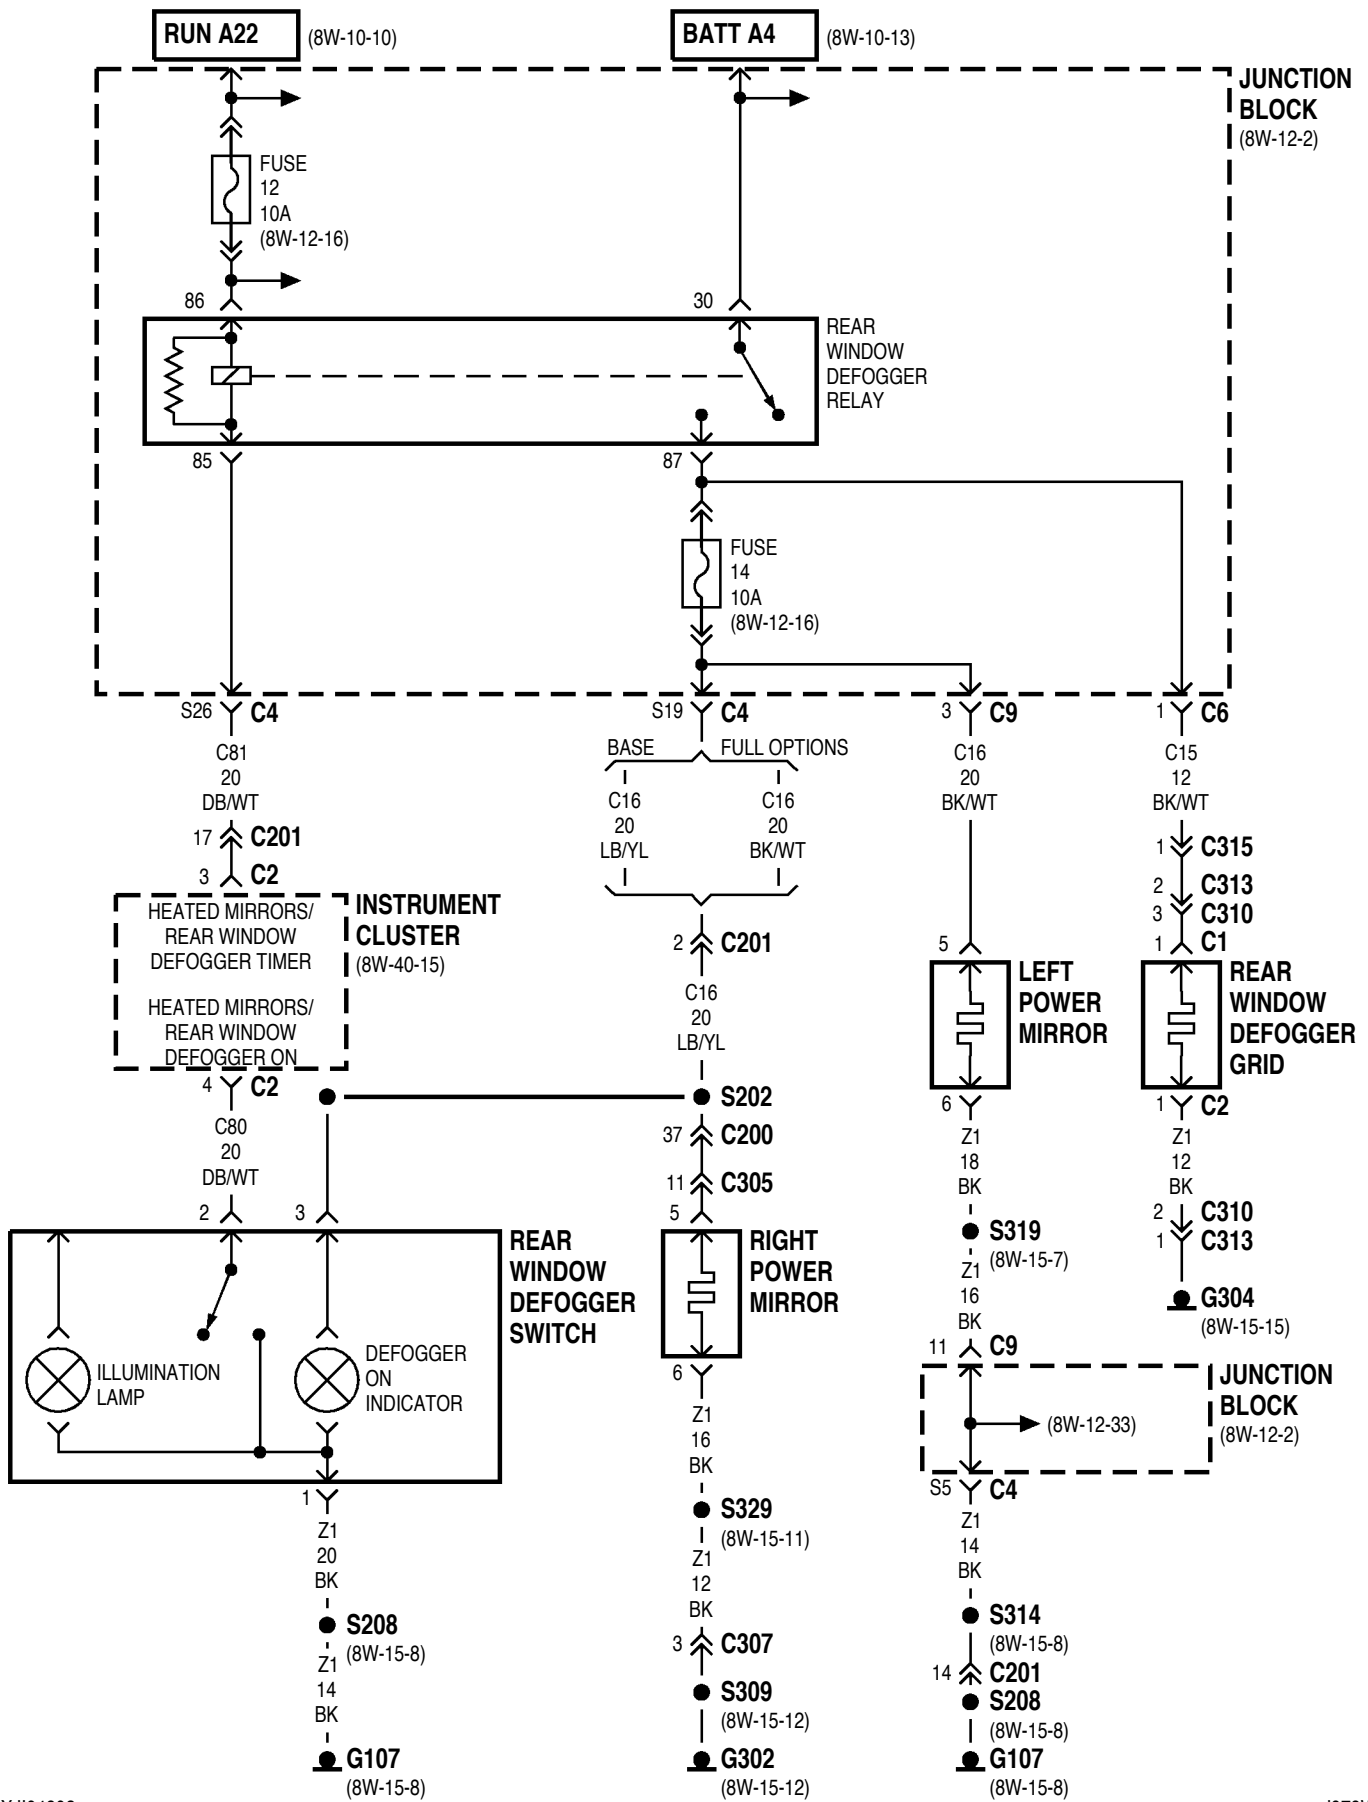 RUN A22
(8W-10-10)
BATT A4
(8W-10-13)
JUNCTION
BLOCK
(8W-12-2)
FUSE
12
10A
(8W-12-16)
86
30
REAR
WINDOW
DEFOGGER
RELAY
85
87
FUSE
14
10A
(8W-12-16)
S26
C4
S19
C4
3
C9
1
C6
C81
20
DB/WT
BASE
FULL OPTIONS
C16
20
LB/YL
C16
20
BK/WT
C16
20
BK/WT
C15
12
BK/WT
17
C201
3
C2
1
C315
2
C313
3
C310
1
C1
HEATED MIRRORS/
REAR WINDOW
DEFOGGER TIMER
HEATED MIRRORS/
REAR WINDOW
DEFOGGER ON
INSTRUMENT
CLUSTER
(8W-40-15)
2
C201
C16
20
LB/YL
5
LEFT
POWER
MIRROR
REAR
WINDOW
DEFOGGER
GRID
4
C2
C80
20
DB/WT
S202
37
C200
11
C305
6
Z1
18
BK
1
C2
Z1
12
BK
2
3
5
S319
(8W-15-7)
2
C310
1
C313
REAR
WINDOW
DEFOGGER
SWITCH
RIGHT
POWER
MIRROR
Z1
16
BK
G304
(8W-15-15)
ILLUMINATION
LAMP
DEFOGGER
ON
INDICATOR
11
C9
JUNCTION
BLOCK
(8W-12-2)
(8W-12-33)
6
Z1
16
BK
S5
C4
1
Z1
20
BK
S329
(8W-15-11)
Z1
14
BK
Z1
12
BK
S208
(8W-15-8)
Z1
14
BK
3
C307
S309
(8W-15-12)
S314
(8W-15-8)
14
C201
S208
(8W-15-8)
G107
(8W-15-8)
G302
(8W-15-12)
G107
(8W-15-8)